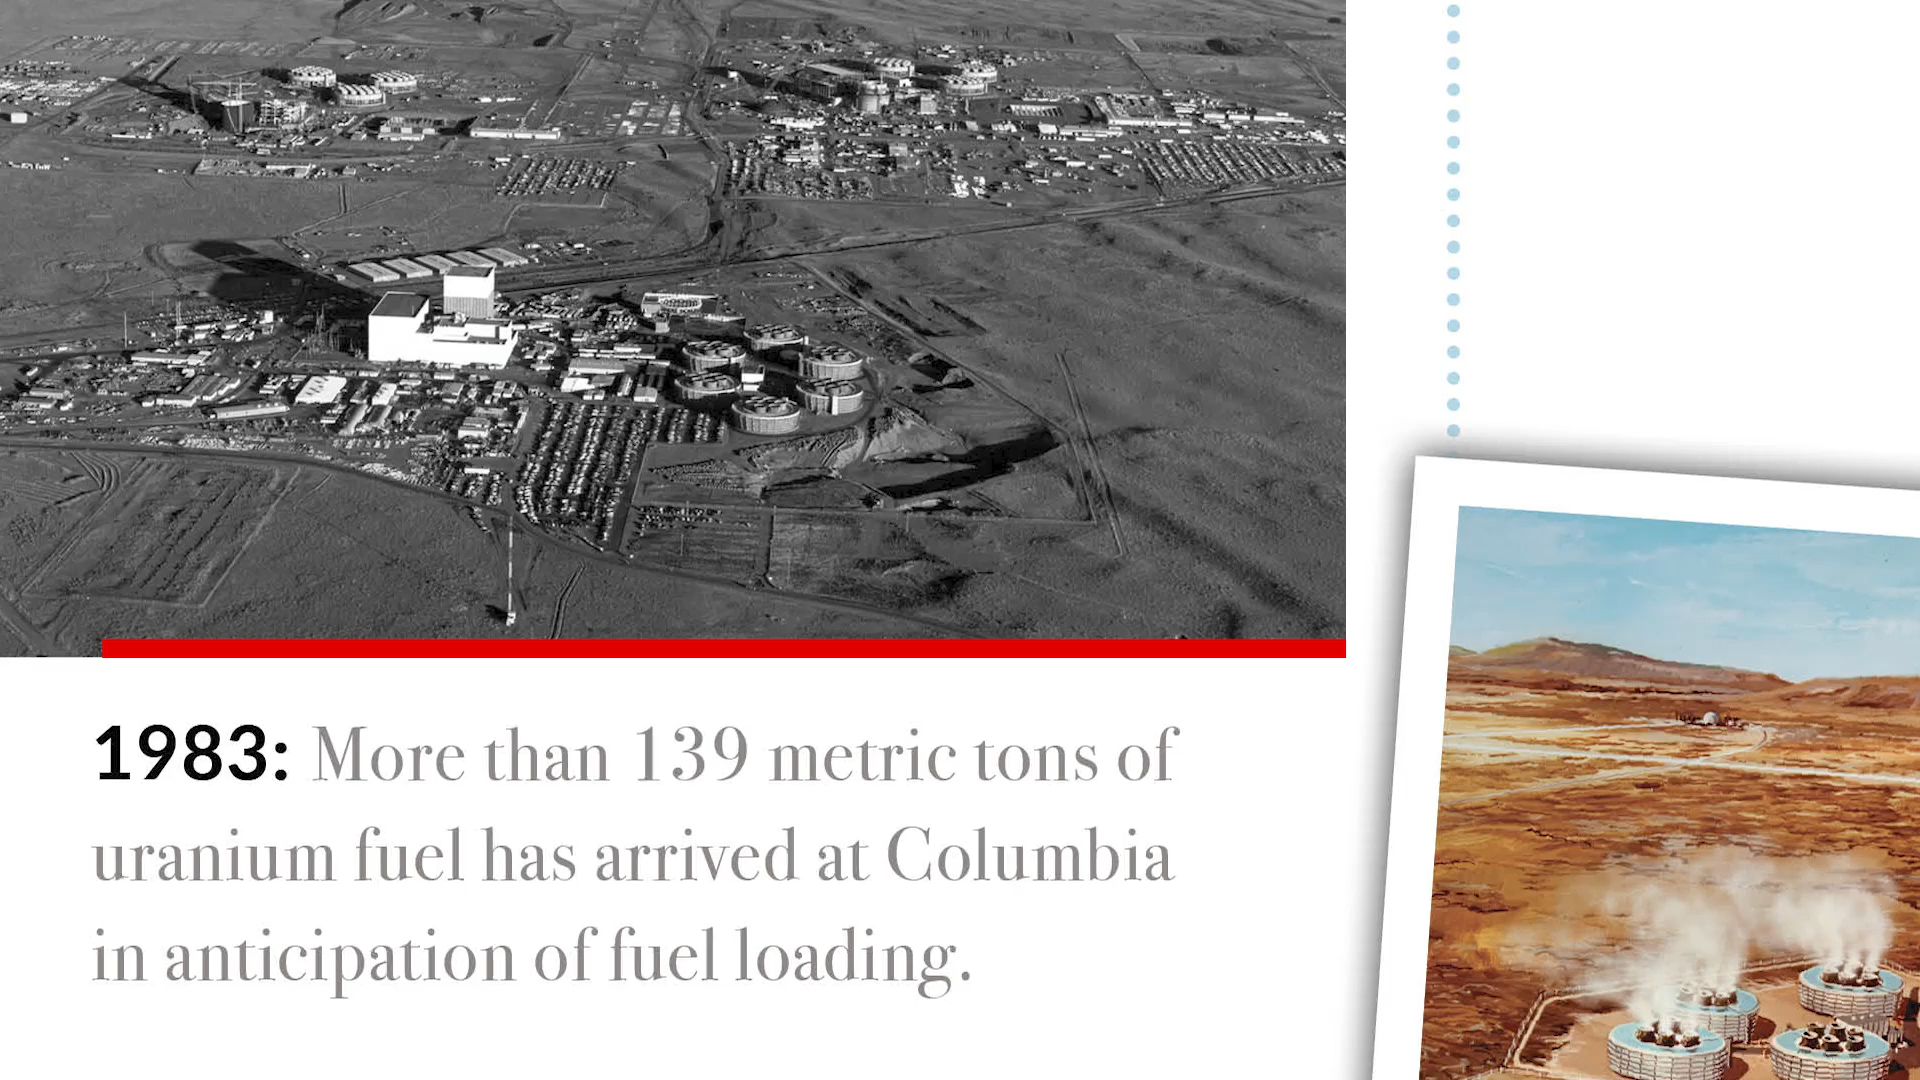 1983: More than 139 metric tons of
uranium fuel has arrived at Columbia
in anticipation of fuel loading.